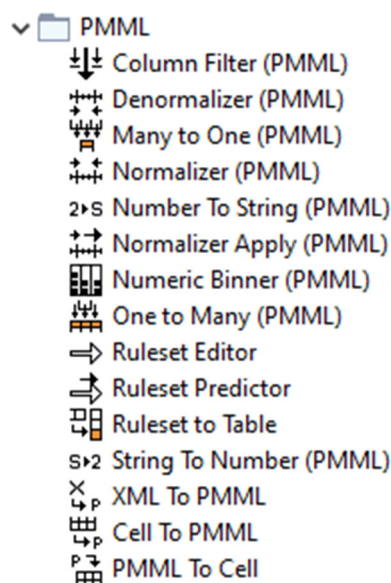 PMML
Column Filter (PMML)
Denormalizer (PMML)
Many to One (PMML)
Normalizer (PMML)
2▸S Number To String (PMML)
Normalizer Apply (PMML)
Numeric Binner (PMML)
One to Many (PMML)
Ruleset Editor
Ruleset Predictor
Ruleset to Table
S▸2 String To Number (PMML)
X P XML To PMML
P Cell To PMML
P PMML To Cell